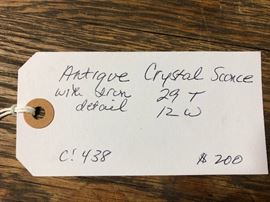 Antique Crystal Sconce
with Iron 29 T
detail 12 W
C! 438 $ 200